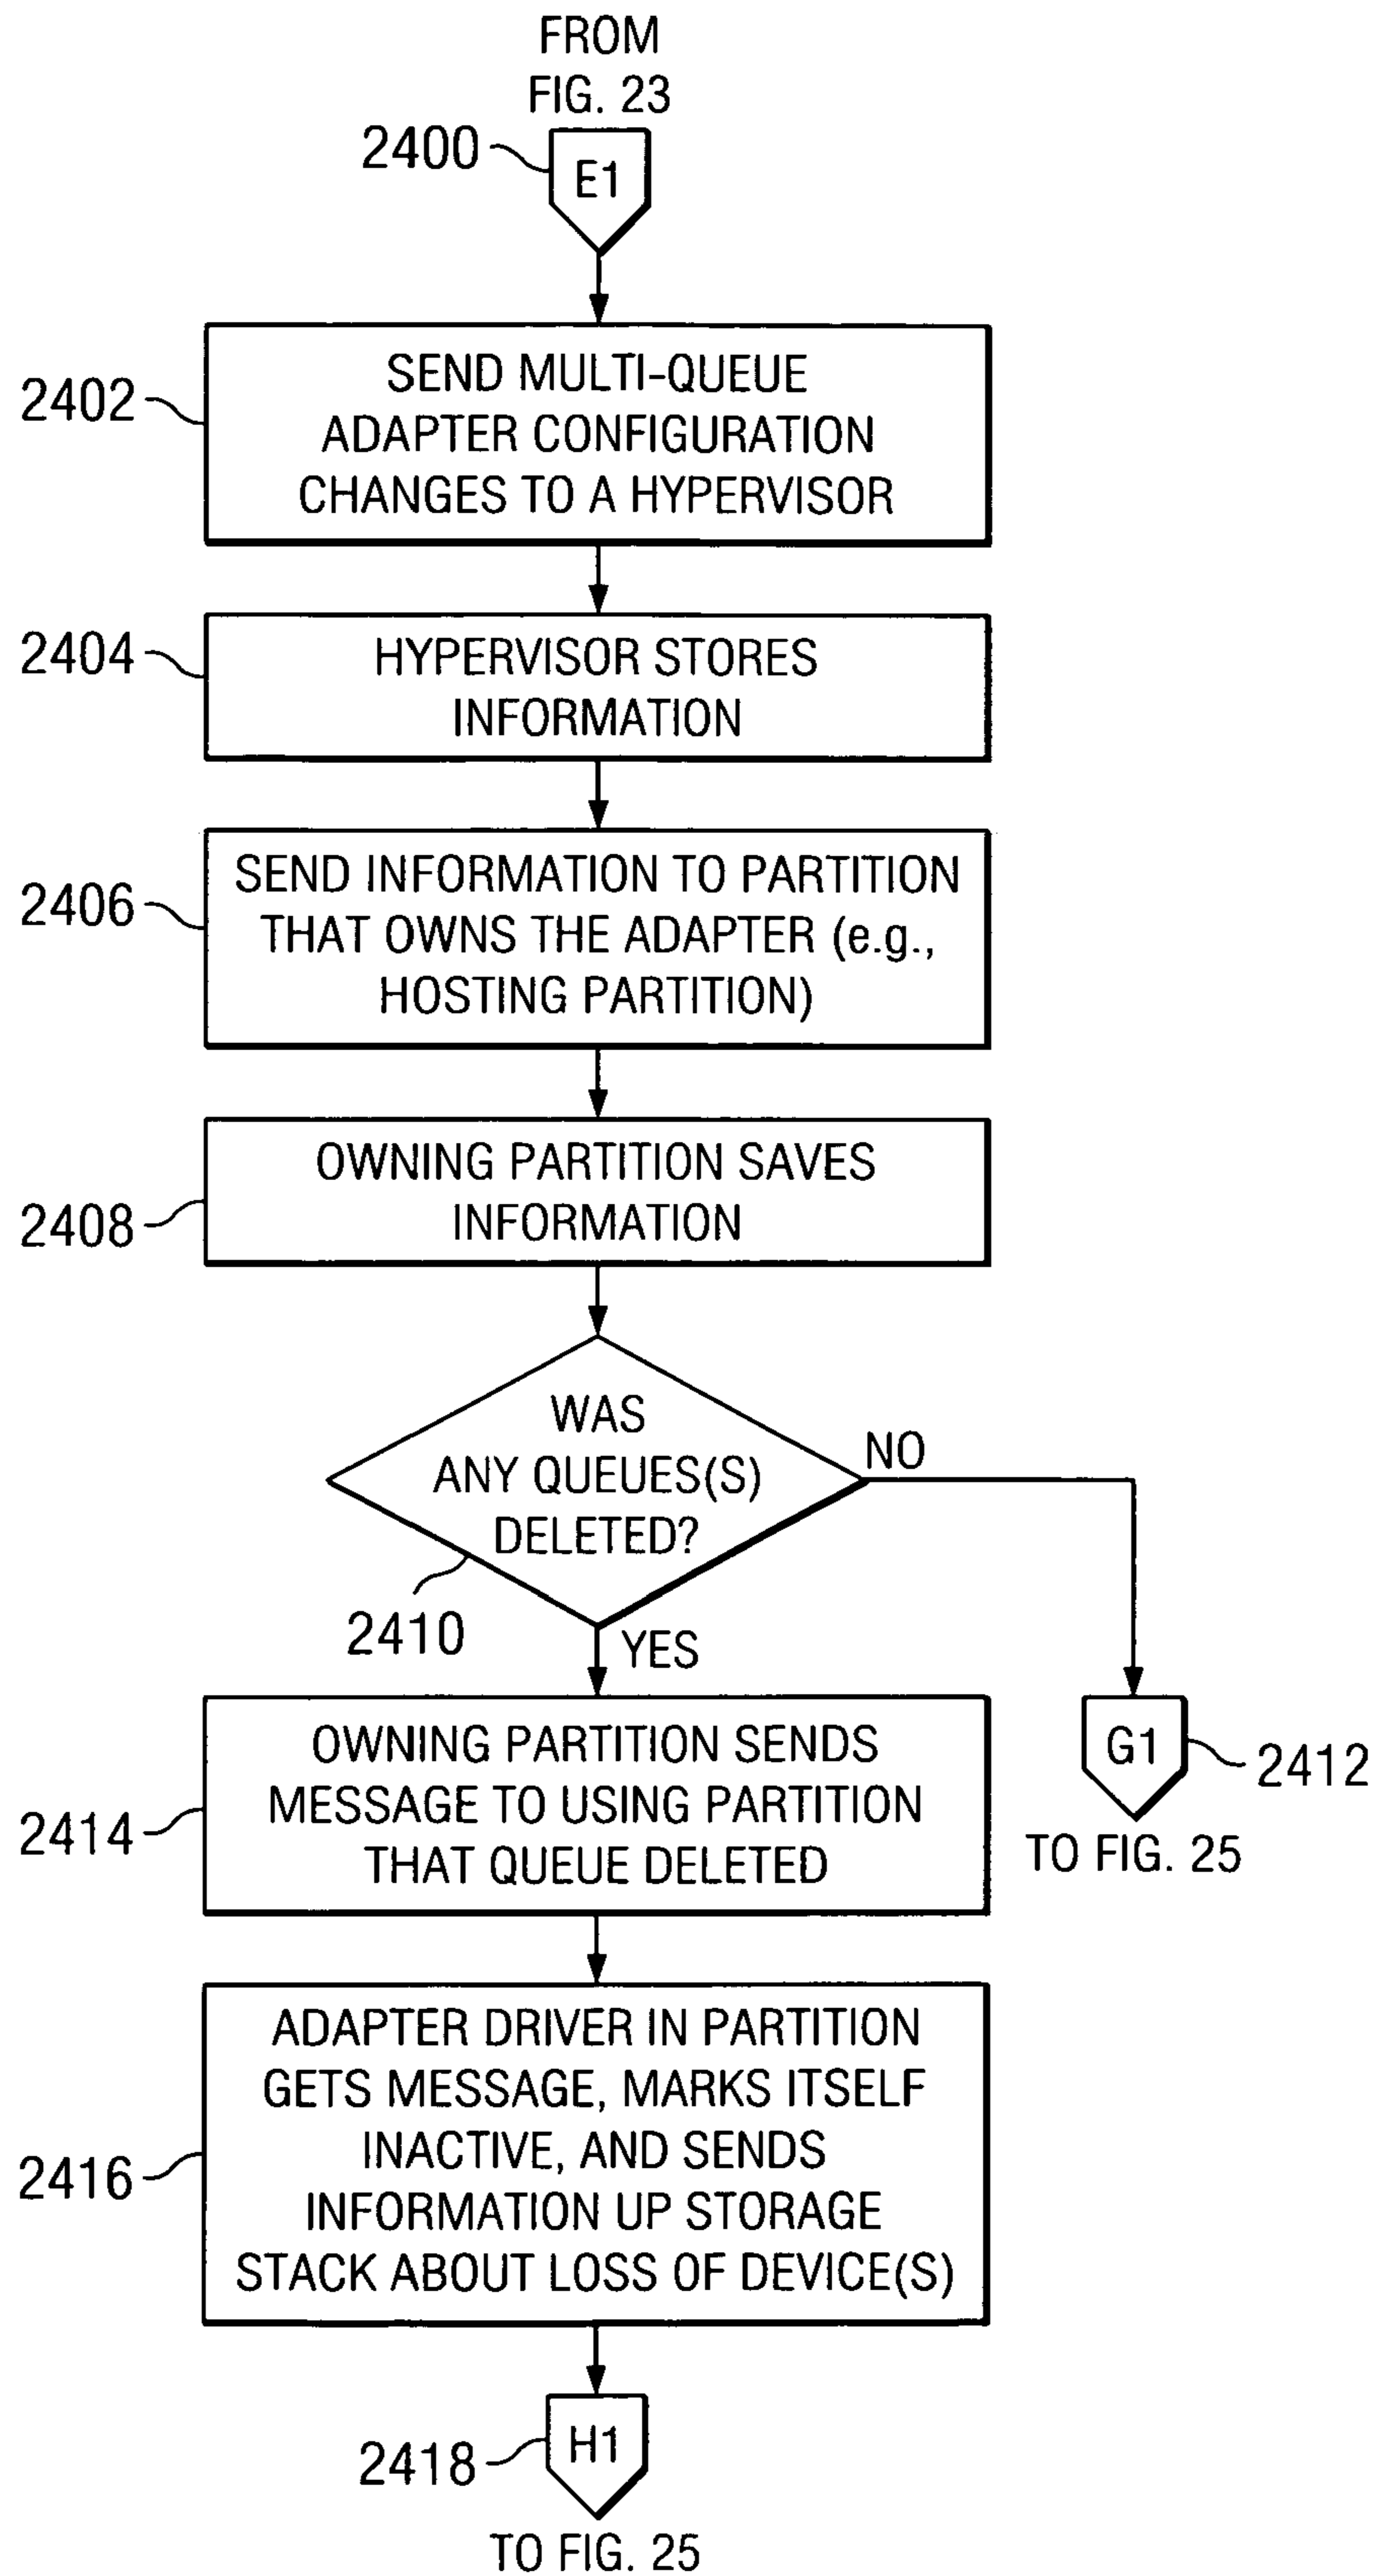 FROM
FIG. 23
2400
E1
2402
SEND MULTI-QUEUE
ADAPTER CONFIGURATION
CHANGES TO A HYPERVISOR
2404
HYPERVISOR STORES
INFORMATION
2406
SEND INFORMATION TO PARTITION
THAT OWNS THE ADAPTER (e.g.,
HOSTING PARTITION)
2408
OWNING PARTITION SAVES
INFORMATION
WAS
ANY QUEUES(S)
DELETED?
NO
2410
YES
G1
2412
TO FIG. 25
2414
OWNING PARTITION SENDS
MESSAGE TO USING PARTITION
THAT QUEUE DELETED
2416
ADAPTER DRIVER IN PARTITION
GETS MESSAGE, MARKS ITSELF
INACTIVE, AND SENDS
INFORMATION UP STORAGE
STACK ABOUT LOSS OF DEVICE(S)
2418
H1
TO FIG. 25